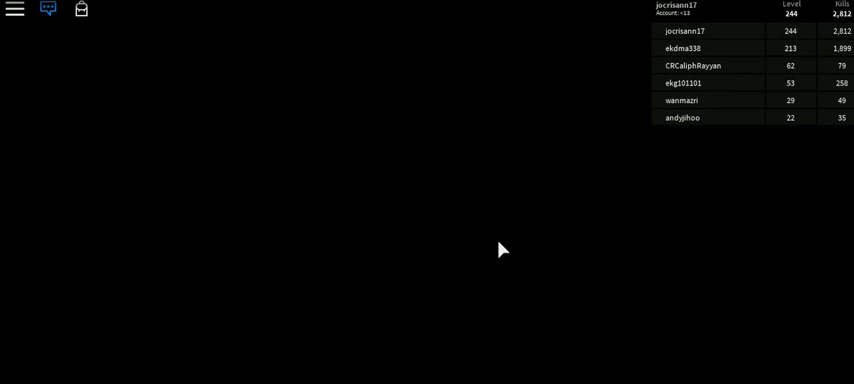 jocrisann17 Level Kills
Account: <13 244 2,812
jocrisann17 244 2,812
ekdma338 213 1,899
CRCaliphRayyan 62 79
ekg101101 53 258
wanmazri 29 49
andyjihoo 22 35